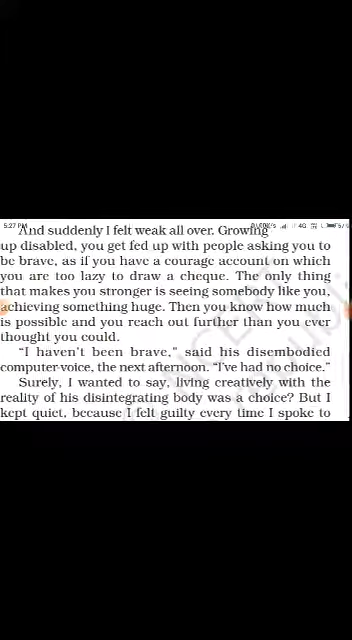 5:27 PM
And suddenly I felt weak all over. Growing
up disabled, you get fed up with people asking you to
be brave, as if you have a courage account on which
you are too lazy to draw a cheque. The only thing
that makes you stronger is seeing somebody like you,
achieving something huge. Then you know how much
is possible and you reach out further than you ever
thought you could.
“I haven't been brave,” said his disembodied
computer-voice, the next afternoon. “I've had no choice.”
Surely, I wanted to say, living creatively with the
reality of his disintegrating body was a choice? But I
kept quiet, because I felt guilty every time I spoke to